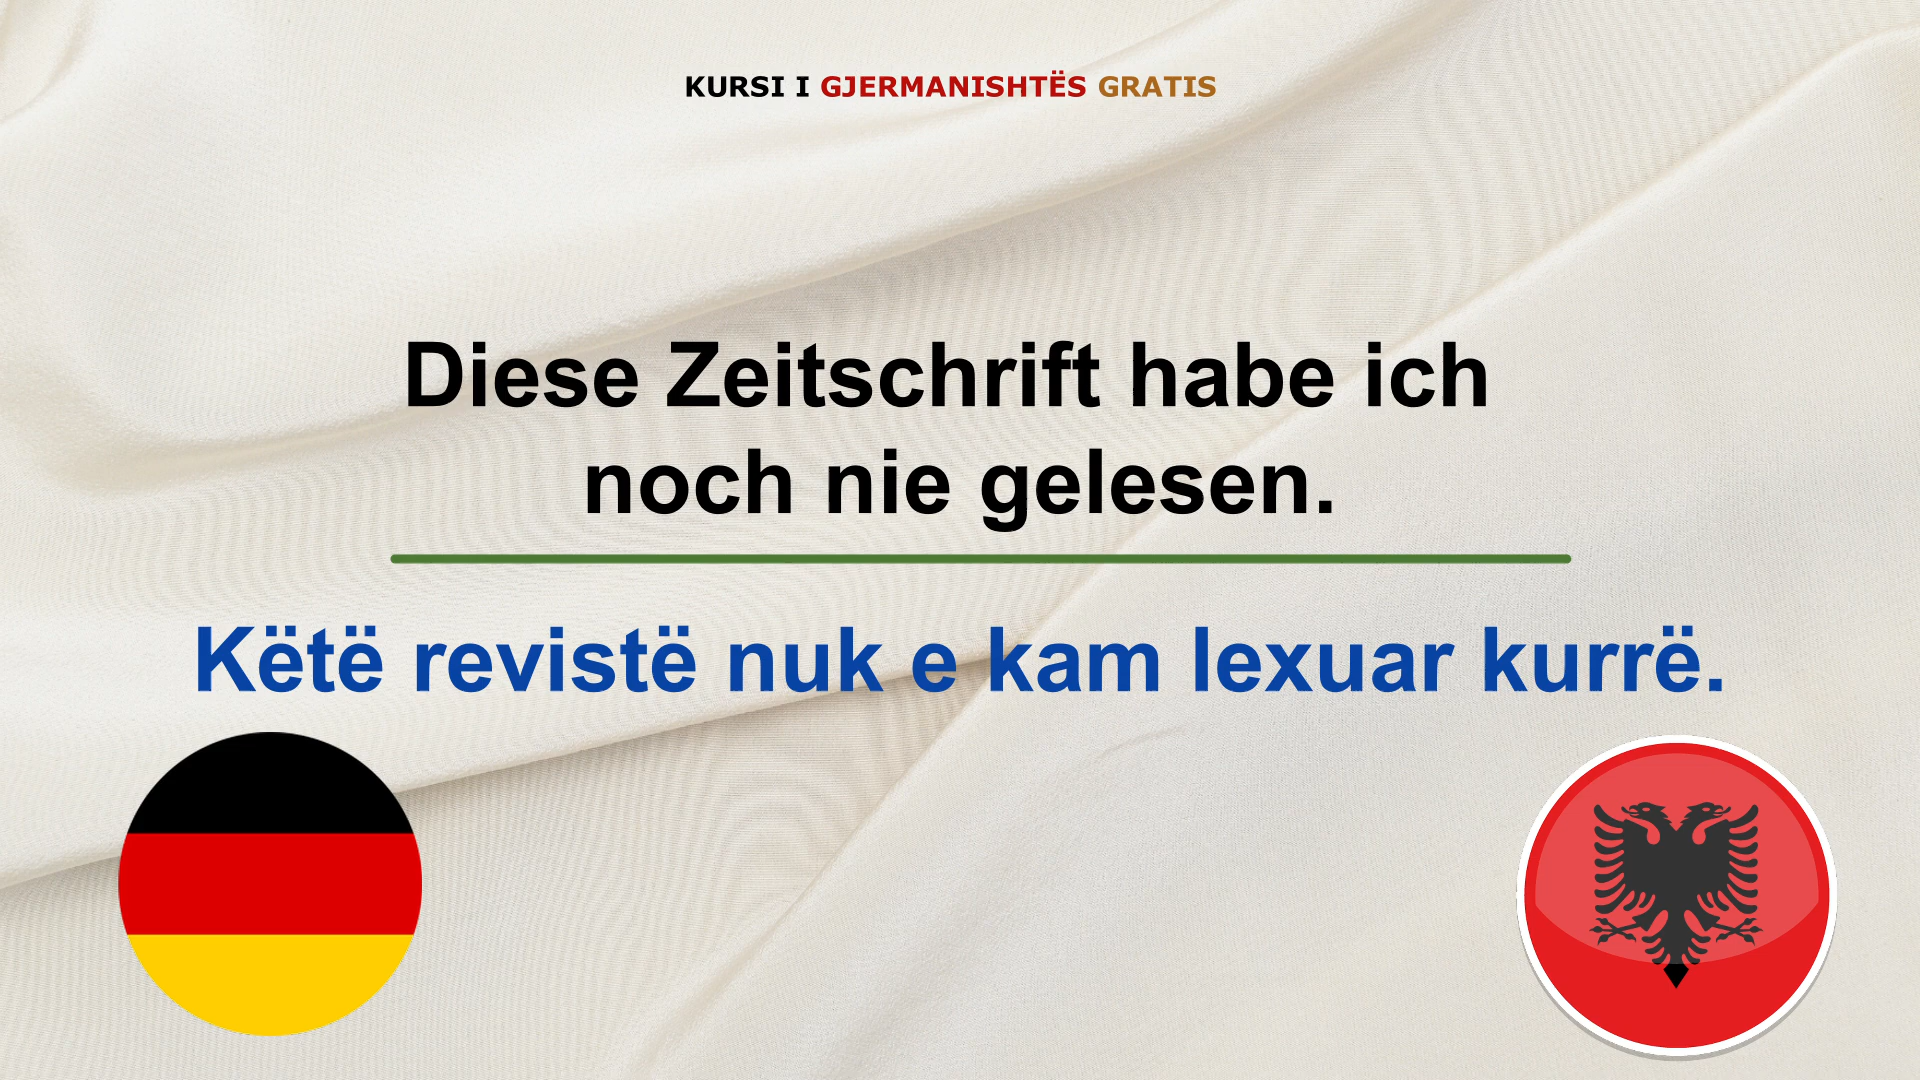 KURSI I GJERMANISHTËS GRATIS
Diese Zeitschrift habe ich
noch nie gelesen.
Këtë revistë nuk e kam lexuar kurrë.